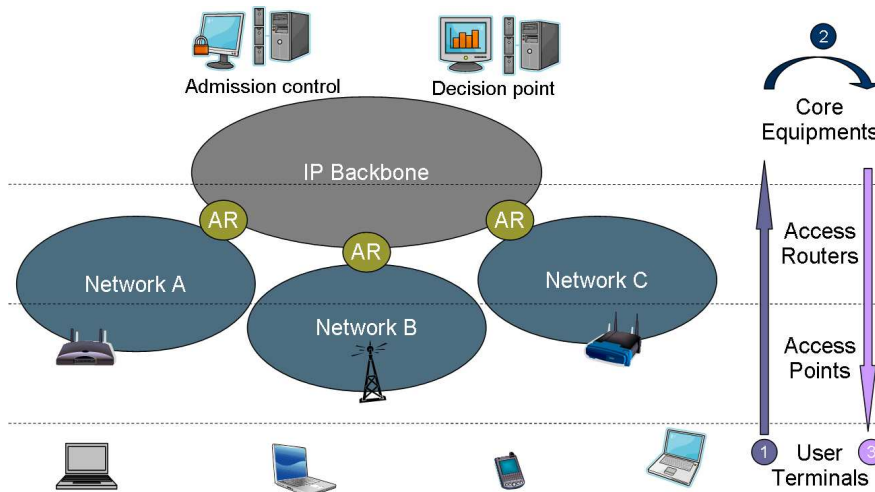 2
Admission control
Decision point
Core
Equipments
IP Backbone
AR
AR
AR
Access
Routers
Network A
Network C
Network B
Access
Points
1
User
Terminals
3